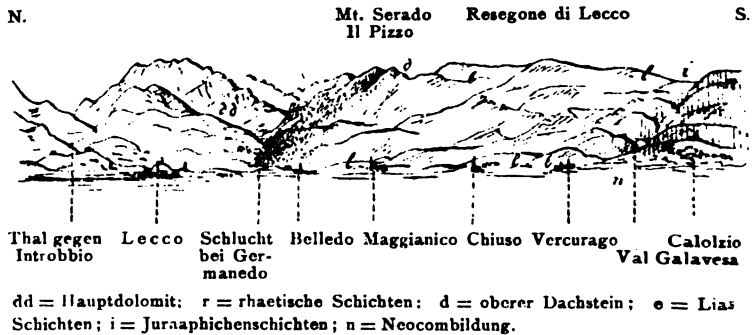 N. Mt. Serado Resegone di Lecco S.
Il Pizzo
dd d l l i
l l l n
Thal gegen Lecco Schlucht Belledo Maggianico Chiuso Vercurago Calolzio
Introbbio bei Ger- Val Galavesa
manedo
dd = Hauptdolomit; r = rhaetische Schichten; d = oberer Dachstein; e = Lias
Schichten; i = Juraaphichenschichten; n = Neocombildung.